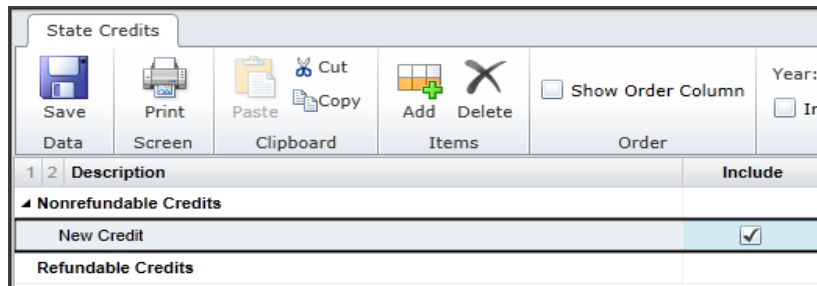 State Credits
Save
Print
Paste
Cut
Copy
Add
Delete
Show Order Column
Year:
Data
Screen
Clipboard
Items
Order
1 2 Description Include
Nonrefundable Credits
New Credit
Refundable Credits